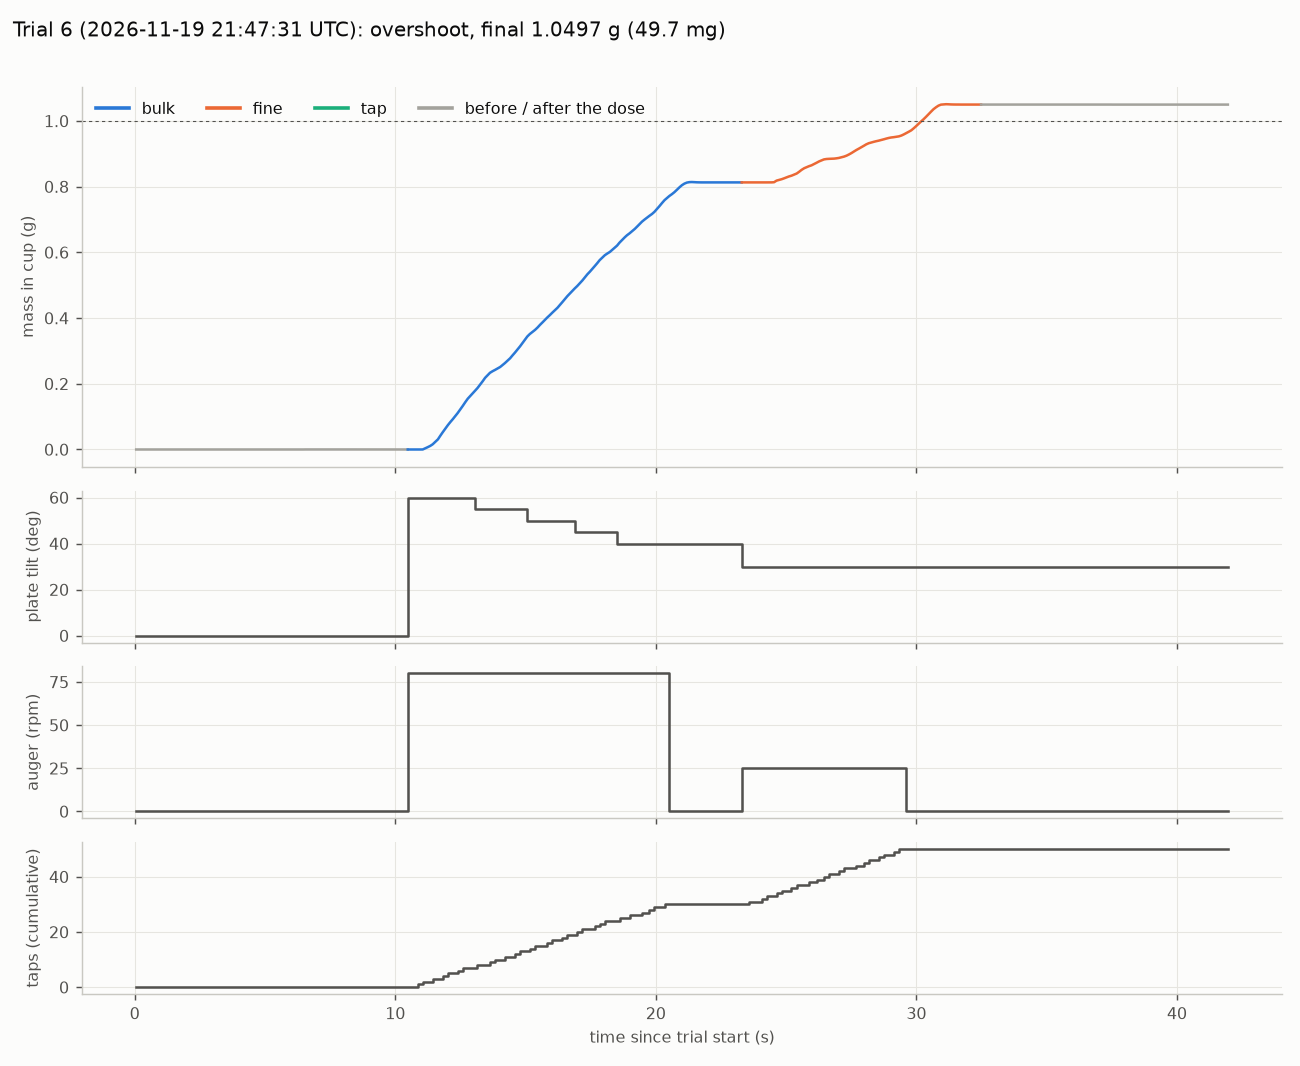 Trial 6 (2026-11-19 21:47:31 UTC): overshoot, final 1.0497 g (49.7 mg)
bulk fine tap before / after the dose
mass in cup (g)
1.0
0.8
0.6
0.4
0.2
0.0
plate tilt (deg)
60
40
20
0
auger (rpm)
75
50
25
0
taps (cumulative)
40
20
0
0 10 20 30 40
time since trial start (s)